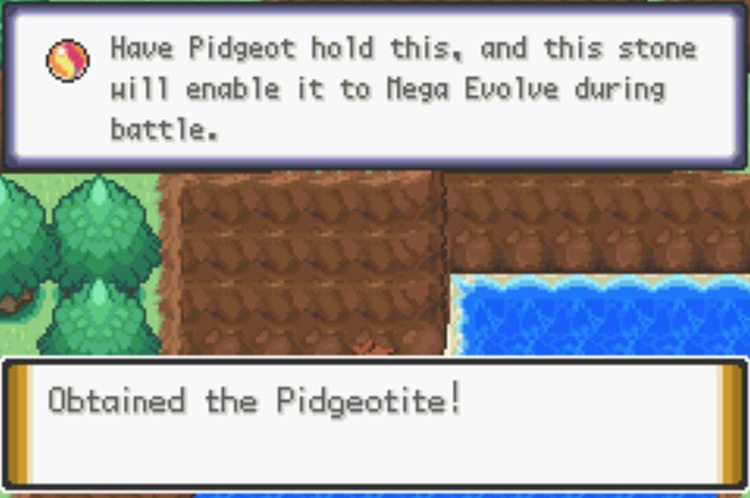 Have Pidgeot hold this, and this stone
will enable it to Mega Evolve during
battle.
Obtained the Pidgeotite!